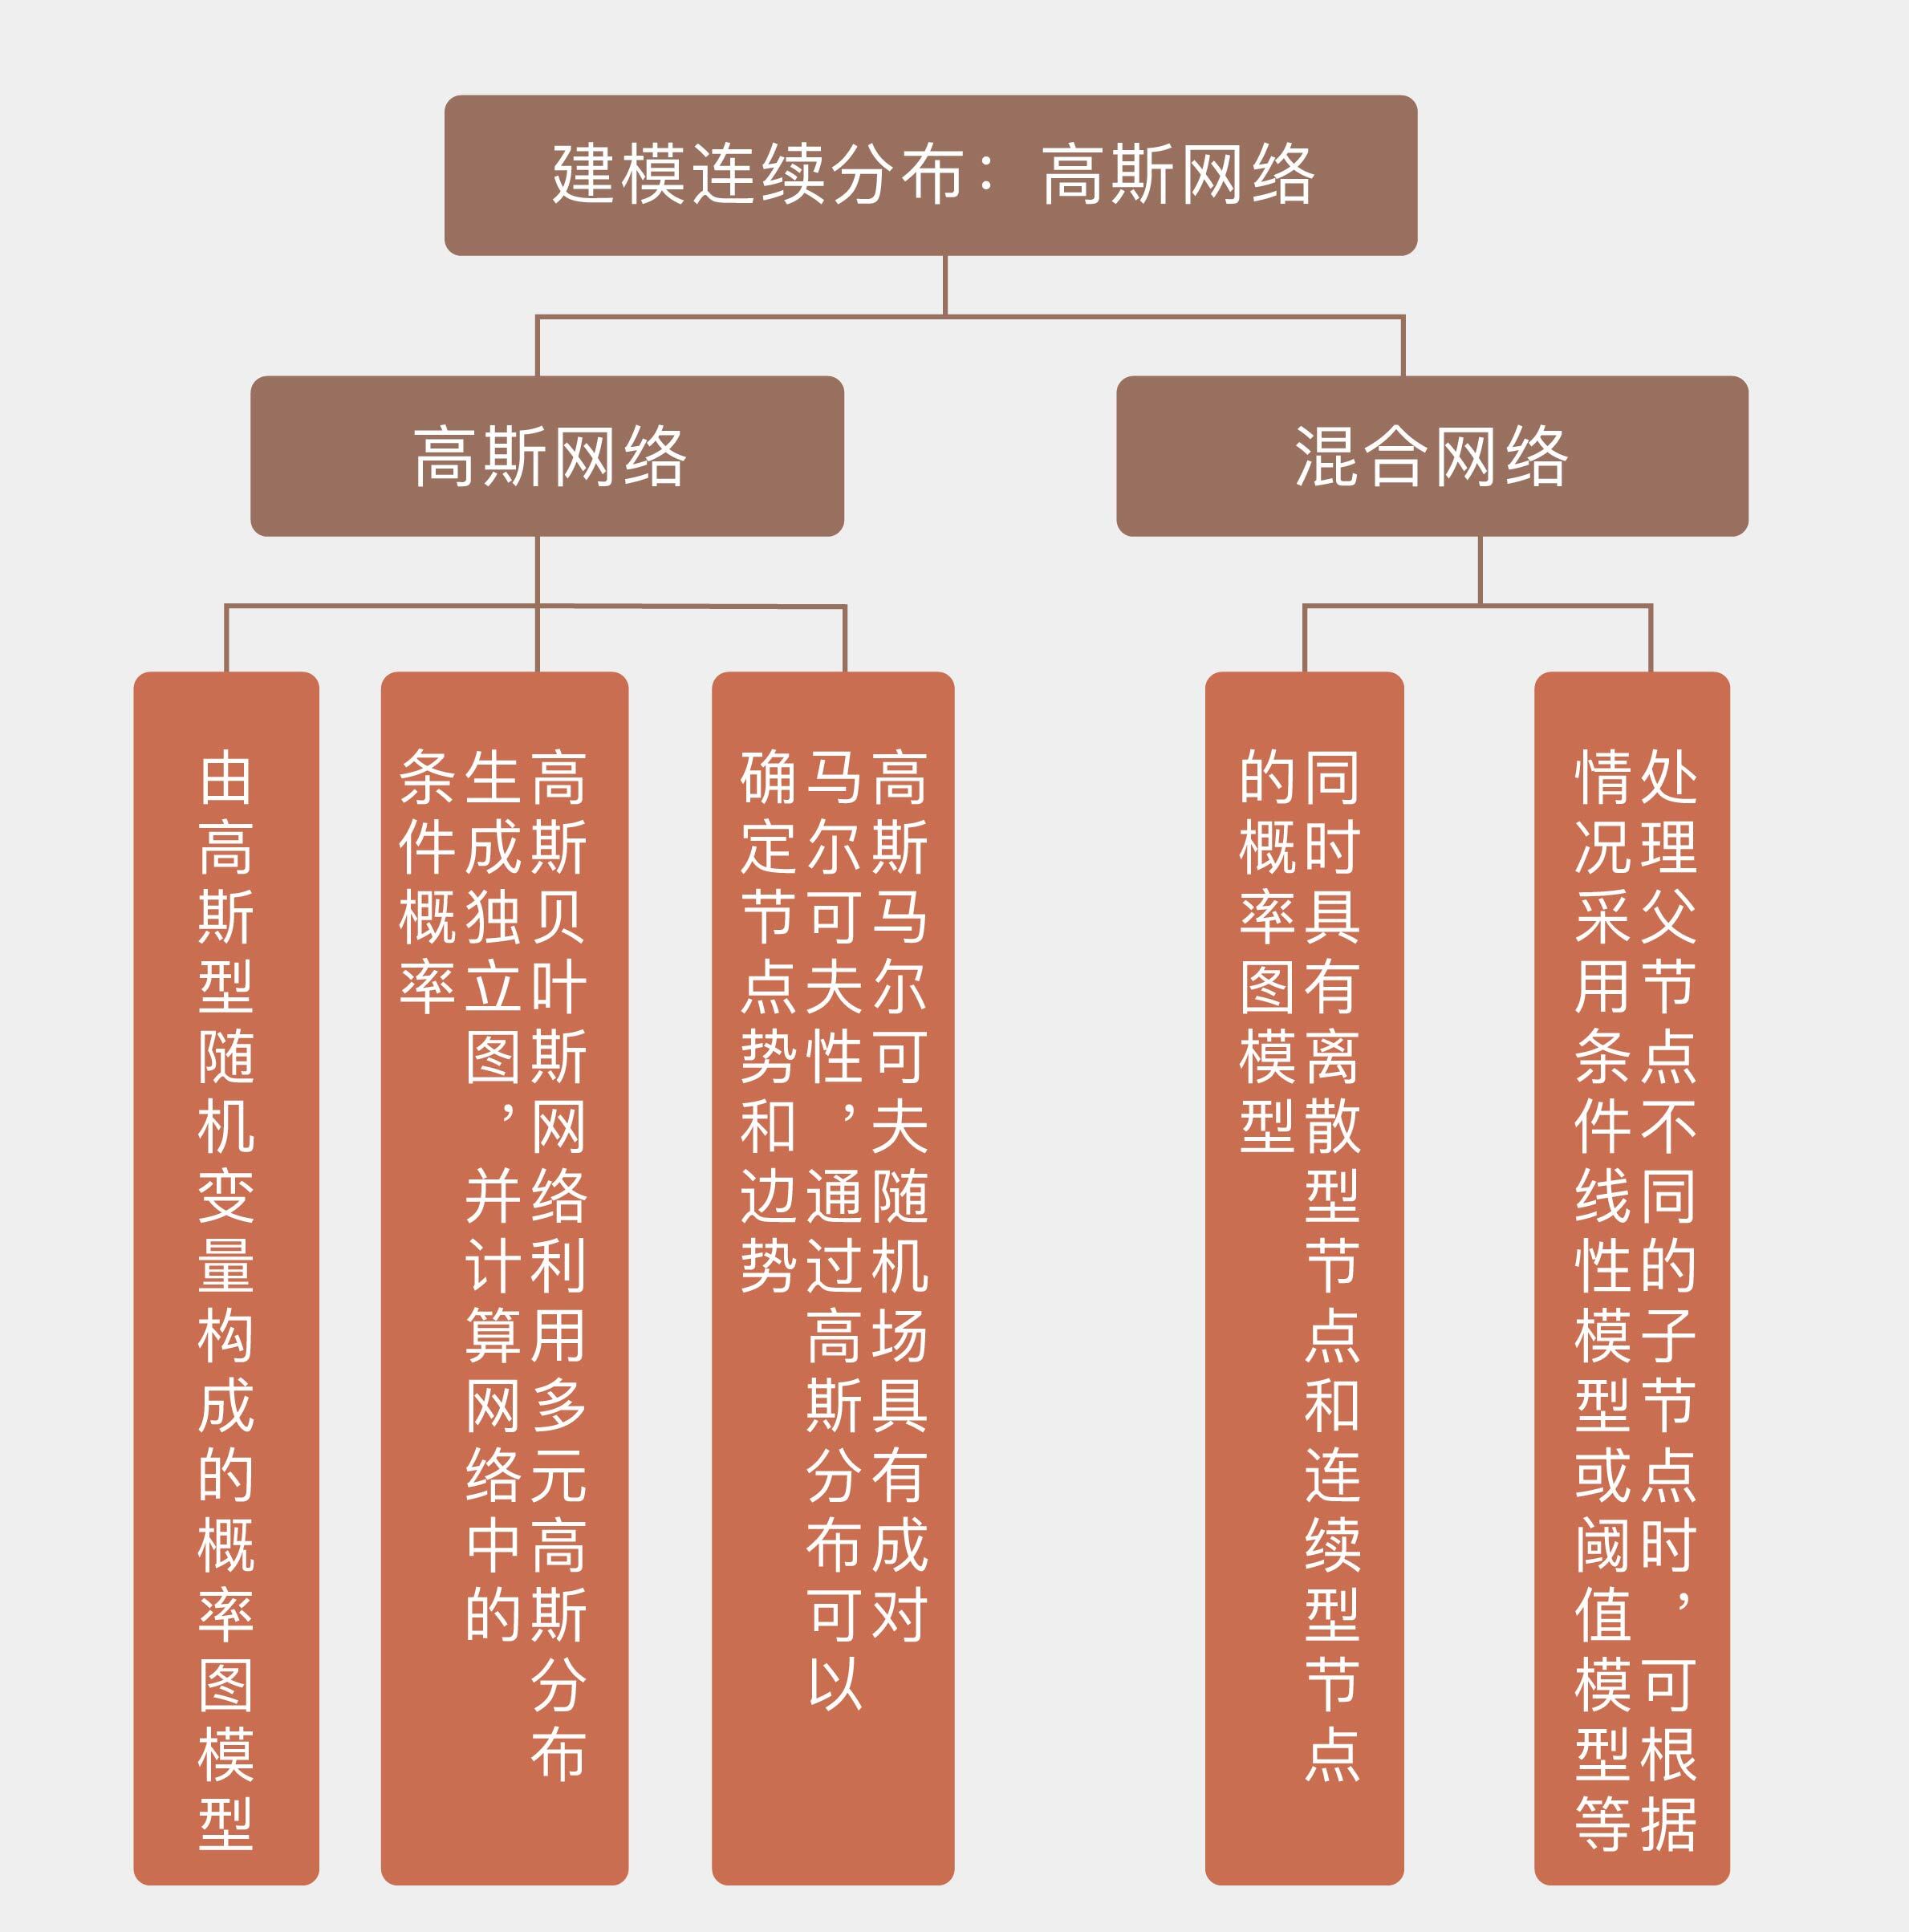 建模连续分布： 高斯网络
高斯网络
混合网络
由高斯型随机变量构成的概率图模型
高斯贝叶斯网络利用多元高斯分布
生成独立图，并计算网络中的
条件概率
高斯马尔可夫随机场具有成对
马尔可夫性，通过高斯分布可以
确定节点势和边势
同时具有离散型节点和连续型节点
的概率图模型
处理父节点不同的子节点时，可根据
情况采用条件线性模型或阈值模型等